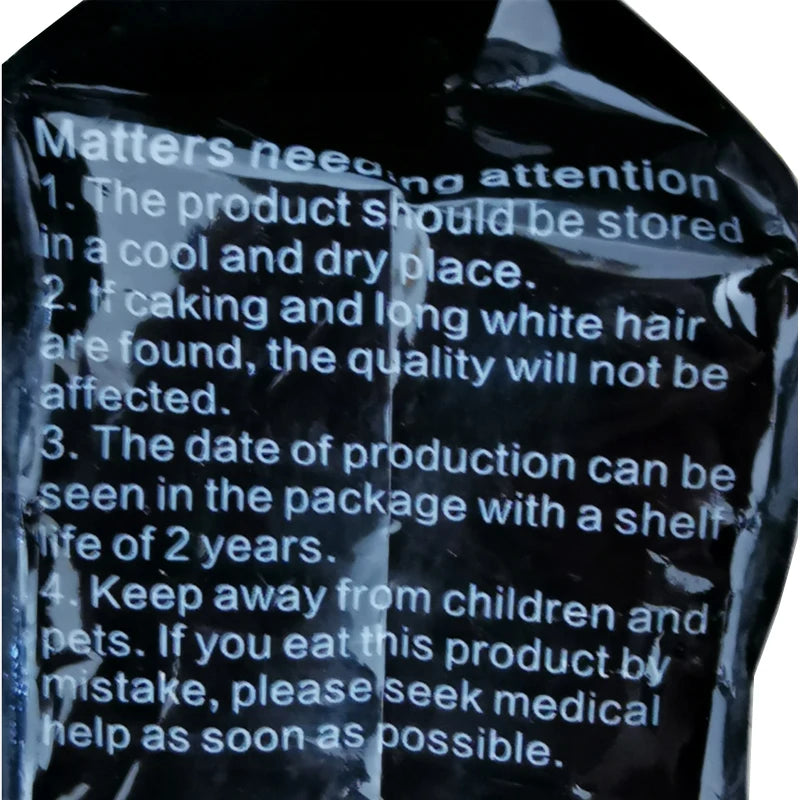 Matters needing attention
1. The product should be stored
in a cool and dry place.
2. If caking and long white hair
are found, the quality will not be
affected.
3. The date of production can be
seen in the package with a shelf
life of 2 years.
4. Keep away from children and
pets. If you eat this product by
mistake, please seek medical
help as soon as possible.